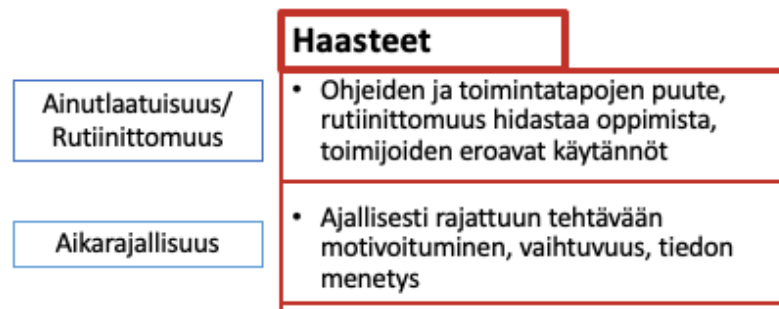 Haasteet
Ainutlaatuisuus/
Rutiinittomuus
• Ohjeiden ja toimintatapojen puute,
rutiinittomuus hidastaa oppimista,
toimijoiden eroavat käytännöt
Aikarajallisuus
• Ajallisesti rajattuun tehtävään
motivoituminen, vaihtuvuus, tiedon
menetys